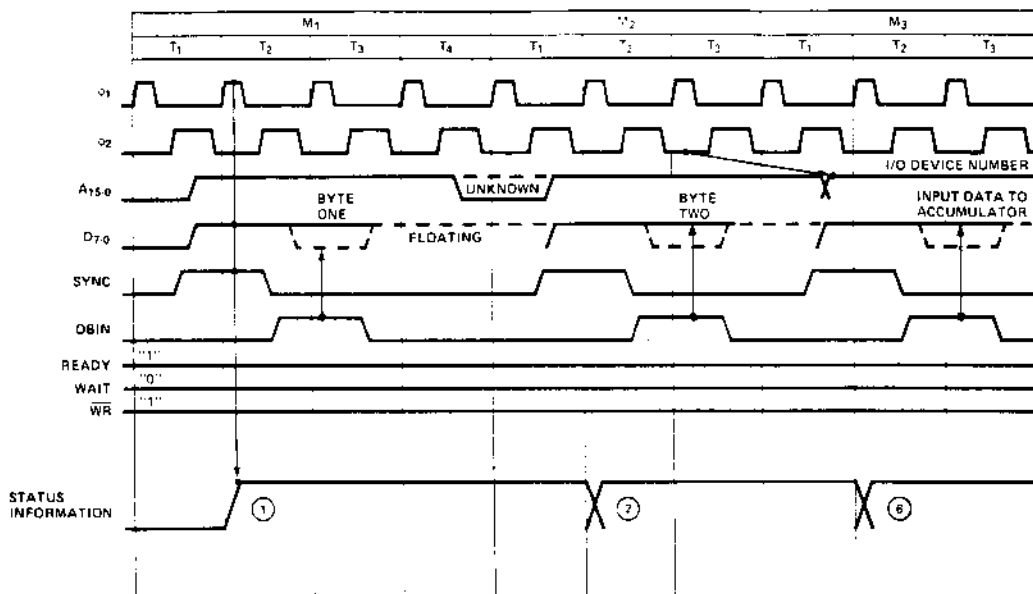 M1 M2 M3
T1 T2 T3 T4 T1 T2 T3 T1 T2 T3
φ1
φ2
I/O DEVICE NUMBER
A15-0
UNKNOWN
BYTE ONE
BYTE TWO
INPUT DATA TO ACCUMULATOR
D7-0
FLOATING
SYNC
DBIN
READY "1"
WAIT "0"
WR "1"
STATUS INFORMATION
1
6